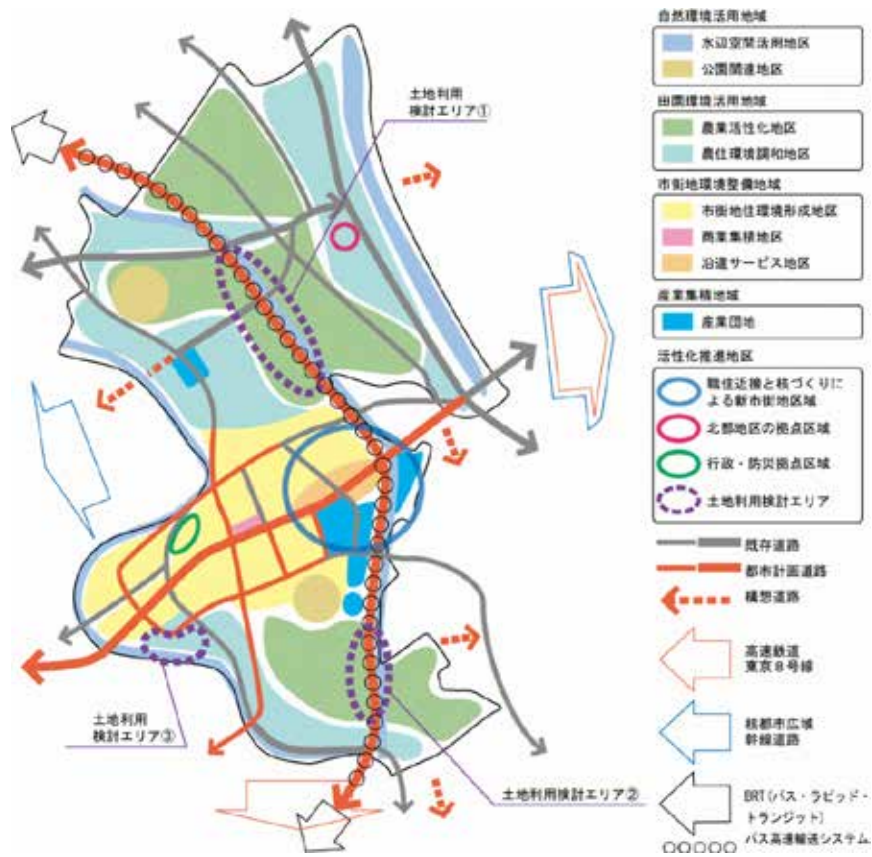 土地利用
検討エリア①
土地利用
検討エリア③
土地利用検討エリア②
自然環境活用地域
水辺空間活用地区
公園関連地区
田園環境活用地域
農業活性化地区
農住環境調和地区
市街地環境整備地域
市街地住環境形成地区
商業集積地区
沿道サービス地区
産業集積地域
産業団地
活性化推進地区
職住近接と核づくりに
よる新市街地区域
北部地区の拠点区域
行政・防災拠点区域
土地利用検討エリア
既存道路
都市計画道路
構想道路
高速鉄道
東京8号線
核都市広域
幹線道路
BRT(バス・ラピッド・
トランジット)
バス高速輸送システム